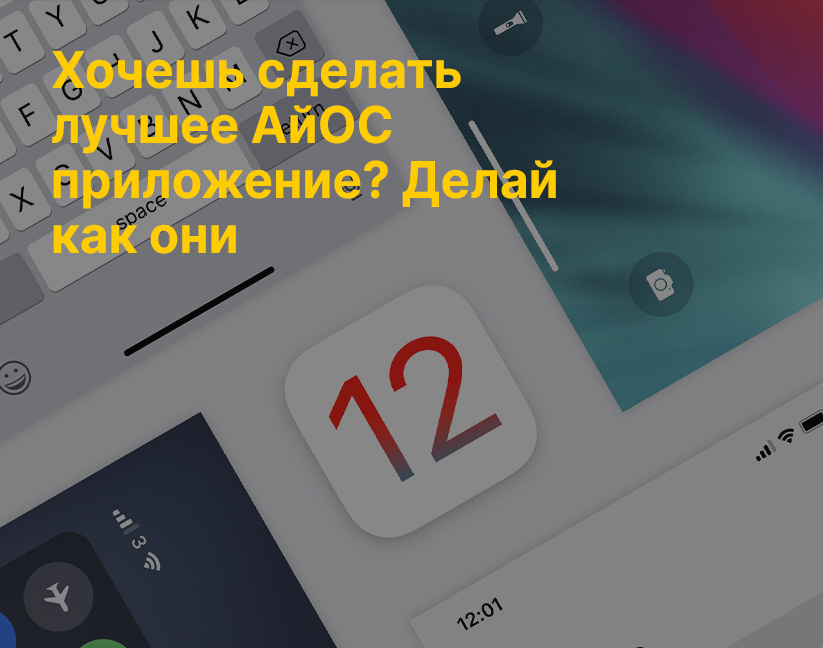 Хочешь сделать
лучшее АйОС
приложение? Делай
как они
T Y J K
F G
B N M
return
X C V
space
12
3
12:01